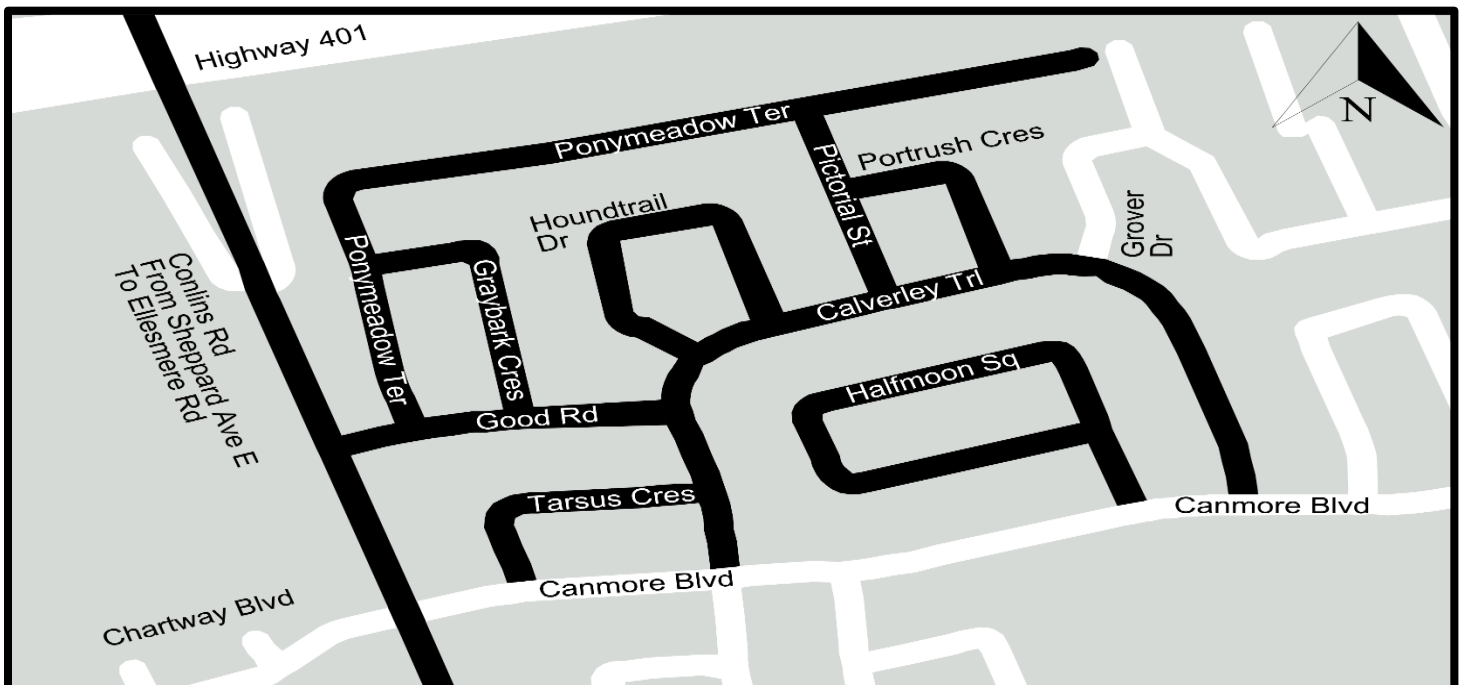 Highway 401
Ponymeadow Ter
N
Portrush Cres
Pictorial St
Houndtrail
Dr
Grover
Dr
Ponymeadow Ter
Graybark Cres
Conlins Rd
From Sheppard Ave E
To Ellesmere Rd
Calverley Trl
Halfmoon Sq
Good Rd
Tarsus Cres
Canmore Blvd
Canmore Blvd
Chartway Blvd